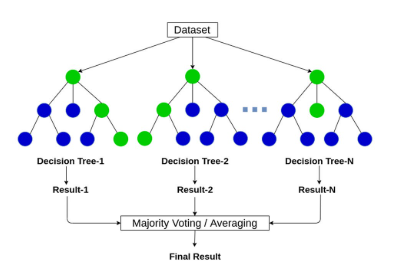 Dataset
Decision Tree-1 Decision Tree-2 Decision Tree-N
Result-1 Result-2 Result-N
Majority Voting / Averaging
Final Result